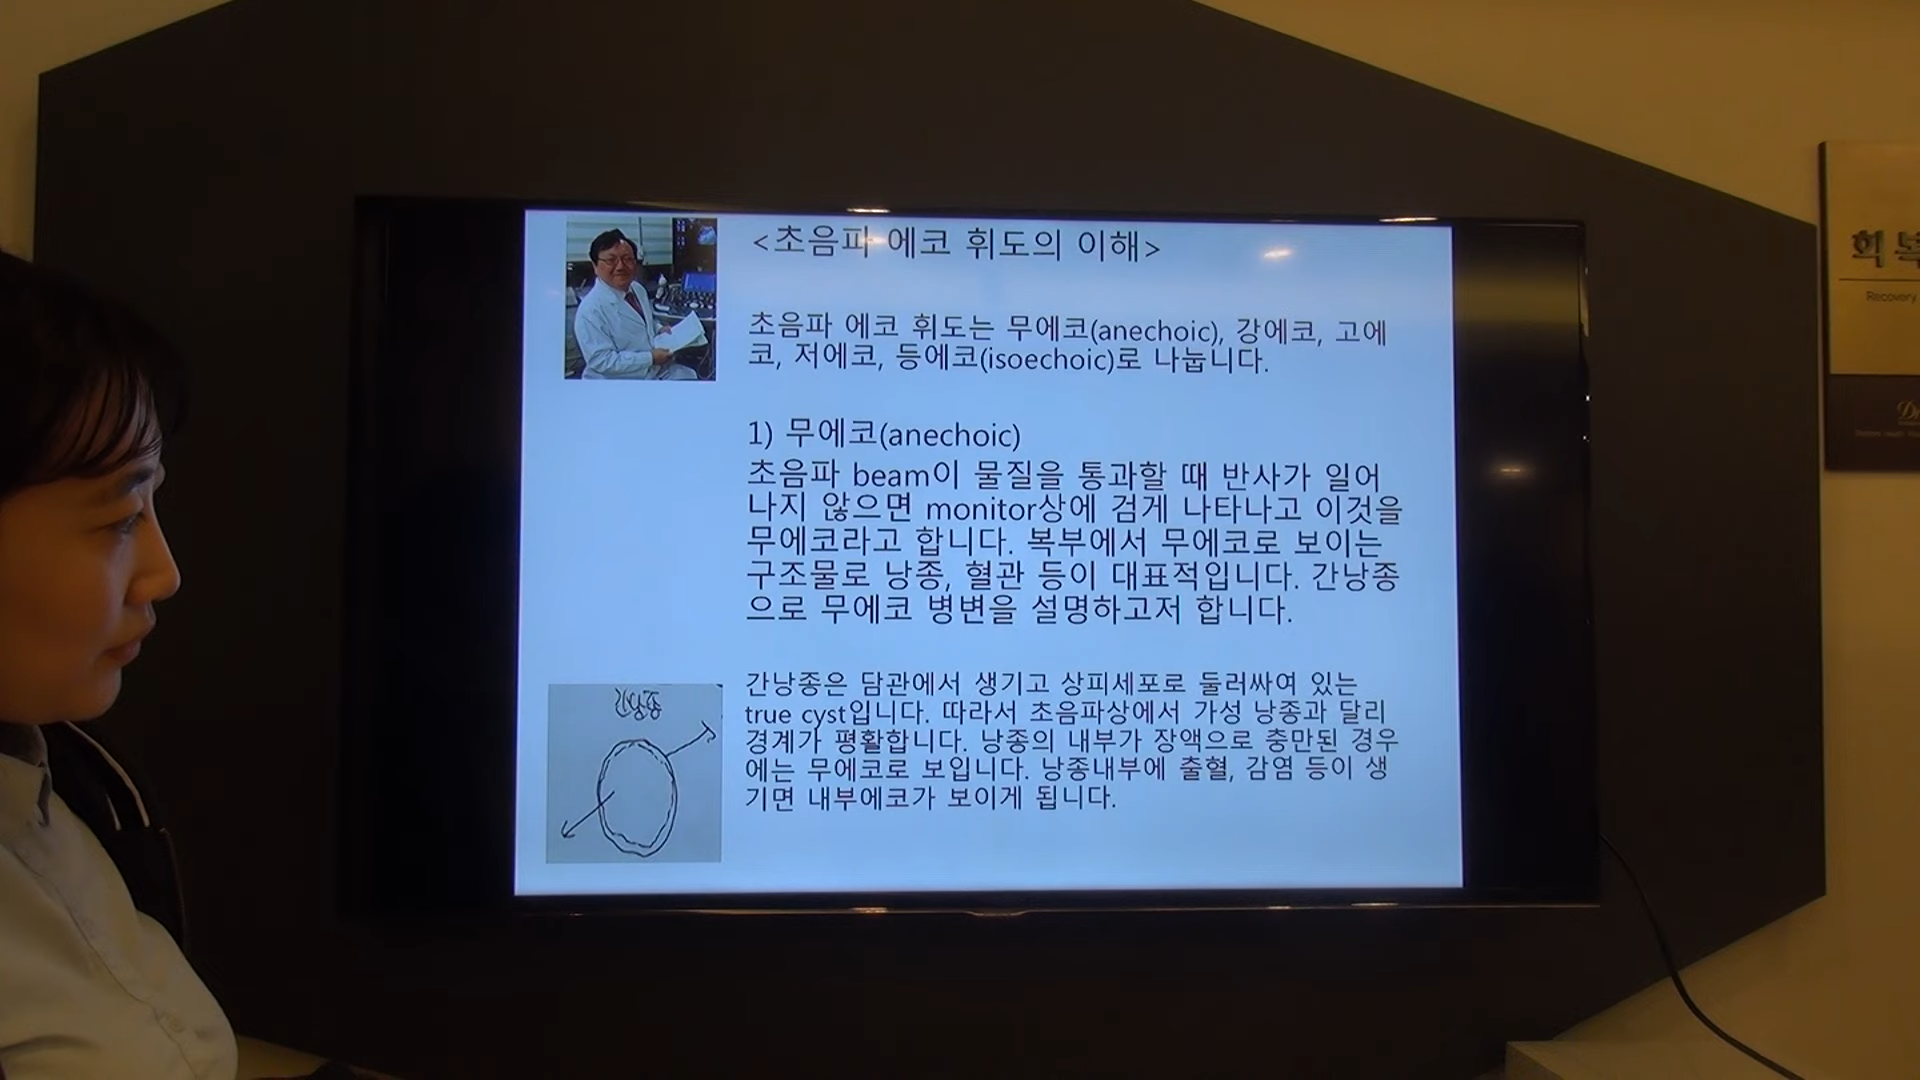 <초음파 에코 휘도의 이해>
초음파 에코 휘도는 무에코(anechoic), 강에코, 고에
코, 저에코, 등에코(isoechoic)로 나눕니다.
1) 무에코(anechoic)
초음파 beam이 물질을 통과할 때 반사가 일어
나지 않으면 monitor상에 검게 나타나고 이것을
무에코라고 합니다. 복부에서 무에코로 보이는
구조물로 낭종, 혈관 등이 대표적입니다. 간낭종
으로 무에코 병변을 설명하고저 합니다.
간낭종
간낭종은 담관에서 생기고 상피세포로 둘러싸여 있는
true cyst입니다. 따라서 초음파상에서 가성 낭종과 달리
경계가 평활합니다. 낭종의 내부가 장액으로 충만된 경우
에는 무에코로 보입니다. 낭종내부에 출혈, 감염 등이 생
기면 내부에코가 보이게 됩니다.
회복
Recovery